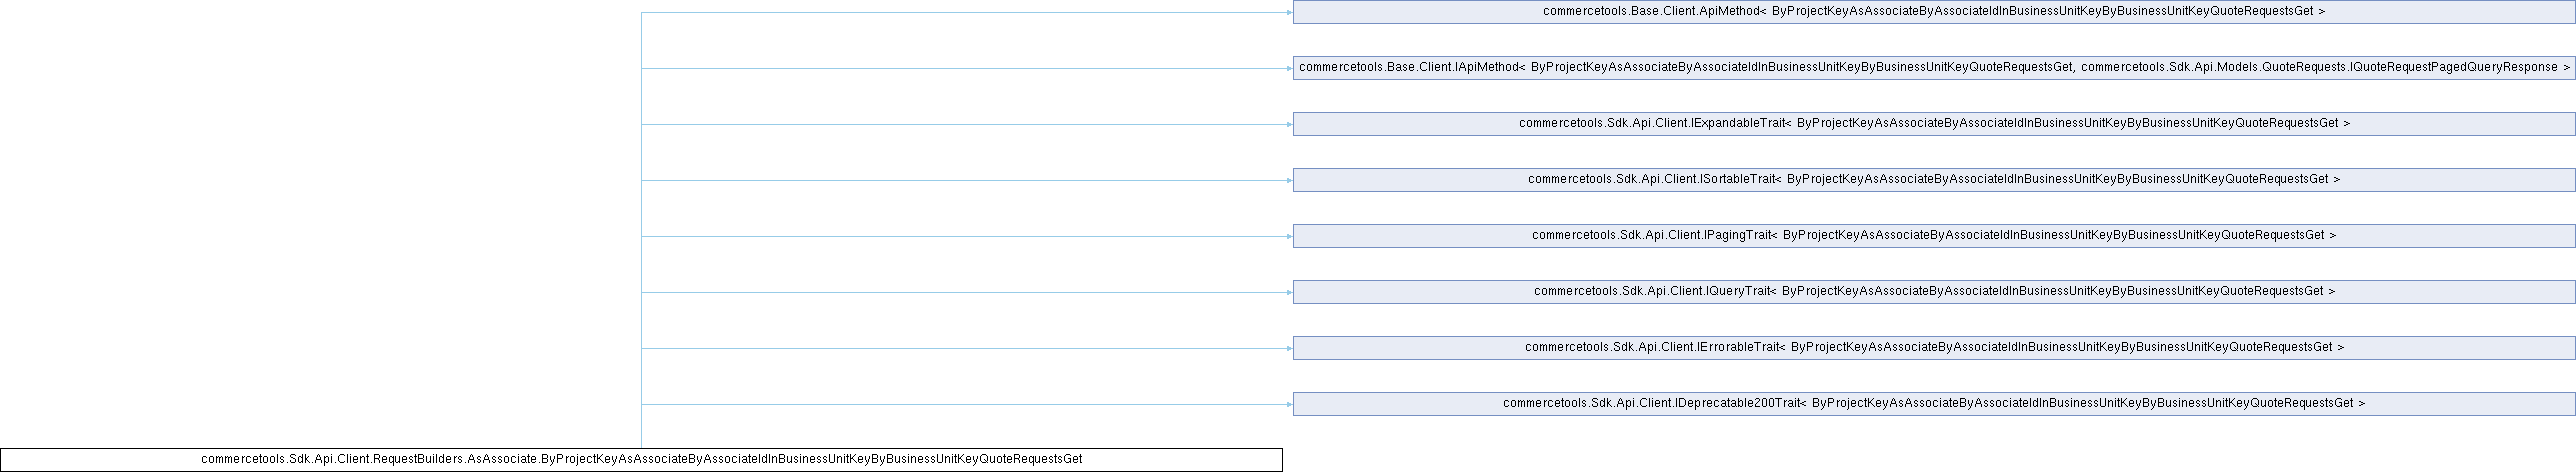 commercetools.Base.Client.ApiMethod< ByProjectKeyAsAssociateByAssociateIdInBusinessUnitKeyByBusinessUnitKeyQuoteRequestsGet >
commercetools.Base.Client.IApiMethod< ByProjectKeyAsAssociateByAssociateIdInBusinessUnitKeyByBusinessUnitKeyQuoteRequestsGet, commercetools.Sdk.Api.Models.QuoteRequests.IQuoteRequestPagedQueryResponse >
commercetools.Sdk.Api.Client.IExpandableTrait< ByProjectKeyAsAssociateByAssociateIdInBusinessUnitKeyByBusinessUnitKeyQuoteRequestsGet >
commercetools.Sdk.Api.Client.ISortableTrait< ByProjectKeyAsAssociateByAssociateIdInBusinessUnitKeyByBusinessUnitKeyQuoteRequestsGet >
commercetools.Sdk.Api.Client.IPagingTrait< ByProjectKeyAsAssociateByAssociateIdInBusinessUnitKeyByBusinessUnitKeyQuoteRequestsGet >
commercetools.Sdk.Api.Client.IQueryTrait< ByProjectKeyAsAssociateByAssociateIdInBusinessUnitKeyByBusinessUnitKeyQuoteRequestsGet >
commercetools.Sdk.Api.Client.IErrorableTrait< ByProjectKeyAsAssociateByAssociateIdInBusinessUnitKeyByBusinessUnitKeyQuoteRequestsGet >
commercetools.Sdk.Api.Client.IDeprecatable200Trait< ByProjectKeyAsAssociateByAssociateIdInBusinessUnitKeyByBusinessUnitKeyQuoteRequestsGet >
commercetools.Sdk.Api.Client.RequestBuilders.AsAssociate.ByProjectKeyAsAssociateByAssociateIdInBusinessUnitKeyByBusinessUnitKeyQuoteRequestsGet